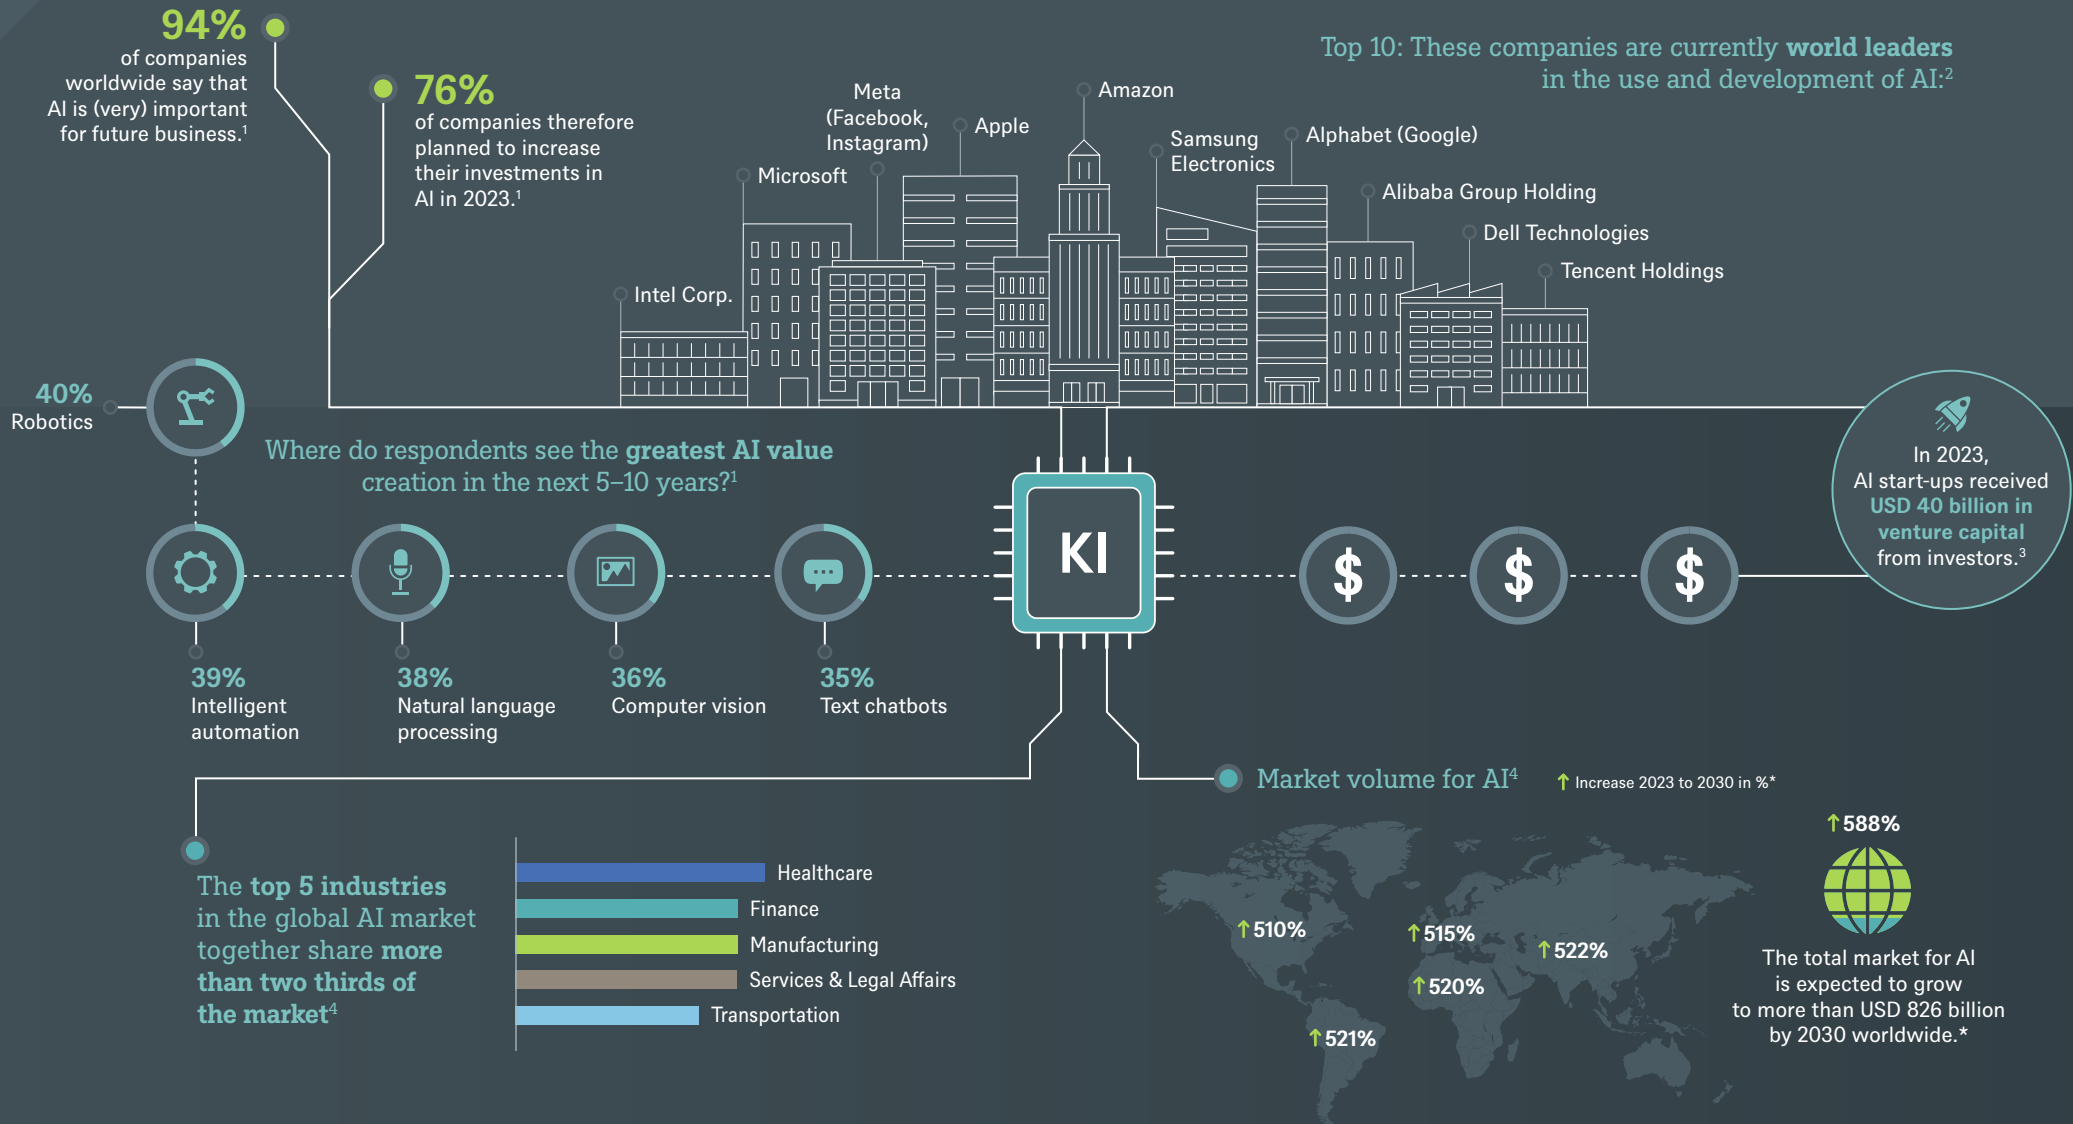 94%
of companies
worldwide say that
AI is (very) important
for future business.1
76%
of companies therefore
planned to increase
their investments in
AI in 2023.1
Top 10: These companies are currently world leaders
in the use and development of AI:2
Intel Corp.
Microsoft
Meta
(Facebook,
Instagram)
Apple
Amazon
Samsung
Electronics
Alphabet (Google)
Alibaba Group Holding
Dell Technologies
Tencent Holdings
40%
Robotics
Where do respondents see the greatest AI value
creation in the next 5–10 years?1
39%
Intelligent
automation
38%
Natural language
processing
36%
Computer vision
35%
Text chatbots
KI
$
$
$
In 2023,
AI start-ups received
USD 40 billion in
venture capital
from investors.3
The top 5 industries
in the global AI market
together share more
than two thirds of
the market4
Healthcare
Finance
Manufacturing
Services & Legal Affairs
Transportation
Market volume for AI4
↑ Increase 2023 to 2030 in %*
↑510%
↑515%
↑522%
↑520%
↑521%
↑588%
The total market for AI
is expected to grow
to more than USD 826 billion
by 2030 worldwide.*